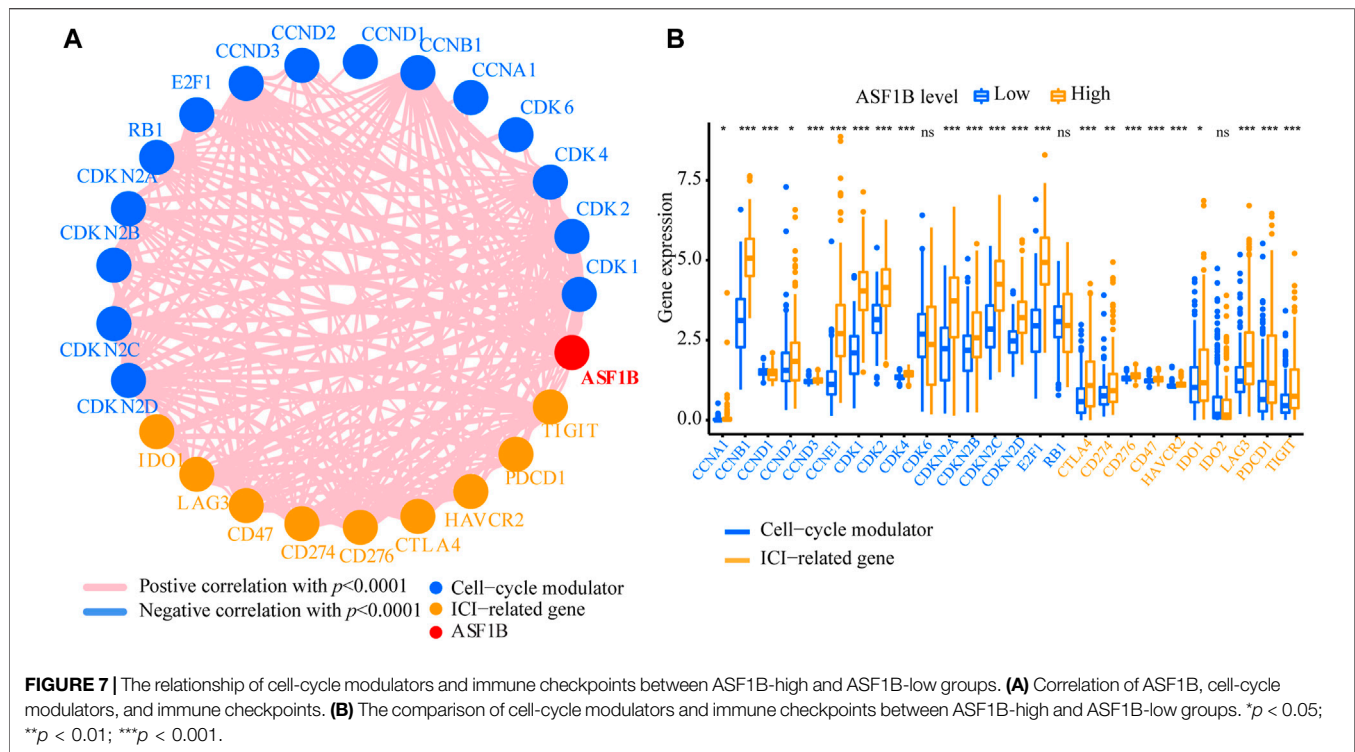 A
CCND1
CCND2
CCNB1
CCND3
CCNA1
E2F1
CDK6
RB1
CDK4
CDKN2A
CDK2
CDKN2B
CDK1
CDKN2C
ASF1B
CDKN2D
TIGIT
IDO1
PDCD1
LAG3
HAVCR2
CD47
CTLA4
CD274
CD276
Postive correlation with p<0.0001
Negative correlation with p<0.0001
Cell-cycle modulator
ICI-related gene
ASF1B
B
ASF1B level Low High
* *** *** * *** *** *** *** *** ns *** *** *** *** *** ns *** ** *** *** *** * ns *** *** ***
Gene expression
7.5
5.0
2.5
0.0
CCNA1
CCNB1
CCND1
CCND2
CCND3
CCNE1
CDK1
CDK2
CDK4
CDK6
CDKN2A
CDKN2B
CDKN2C
CDKN2D
E2F1
RB1
CTLA4
CD274
CD276
CD47
HAVCR2
IDO1
IDO2
LAG3
PDCD1
TIGIT
Cell-cycle modulator
ICI-related gene
FIGURE 7 | The relationship of cell-cycle modulators and immune checkpoints between ASF1B-high and ASF1B-low groups. (A) Correlation of ASF1B, cell-cycle
modulators, and immune checkpoints. (B) The comparison of cell-cycle modulators and immune checkpoints between ASF1B-high and ASF1B-low groups. *p < 0.05;
**p < 0.01; ***p < 0.001.